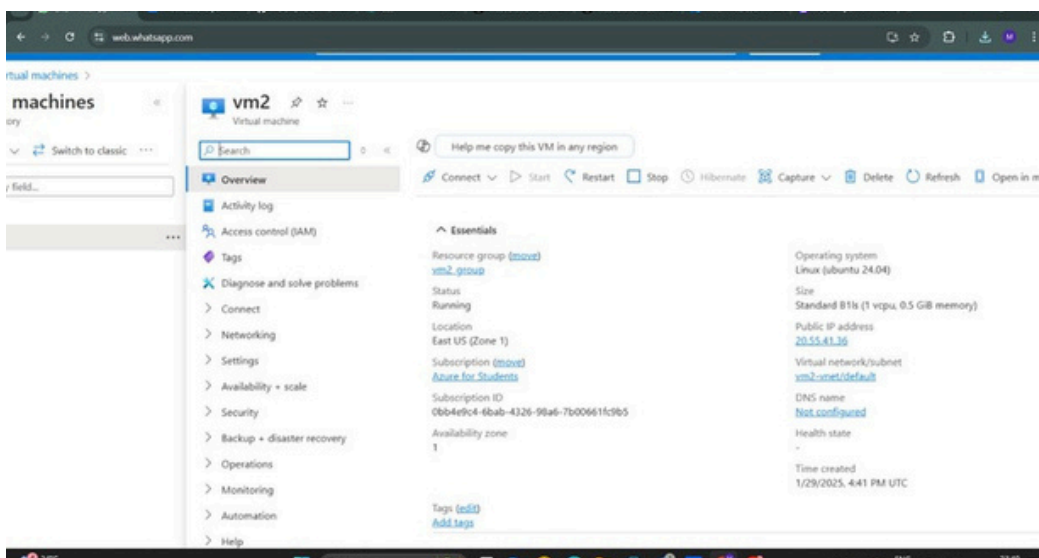 web.whatsapp.com
rtual machines >
machines
ory
Switch to classic ...
field...
...
vm2
Virtual machine
Search
Overview
Activity log
Access control (IAM)
Tags
Diagnose and solve problems
Connect
Networking
Settings
Availability + scale
Security
Backup + disaster recovery
Operations
Monitoring
Automation
Help
Help me copy this VM in any region
Connect Start Restart Stop Hibernate Capture Delete Refresh Open in m
Essentials
Resource group (move)
vm2_group
Status
Running
Location
East US (Zone 1)
Subscription (move)
Azure for Students
Subscription ID
0bb4e9c4-6bab-4326-98a6-7b00661fc9b5
Availability zone
1
Tags (edit)
Add tags
Operating system
Linux (ubuntu 24.04)
Size
Standard B1ls (1 vcpu, 0.5 GiB memory)
Public IP address
20.55.41.36
Virtual network/subnet
vm2-vnet/default
DNS name
Not configured
Health state
-
Time created
1/29/2025, 4:41 PM UTC